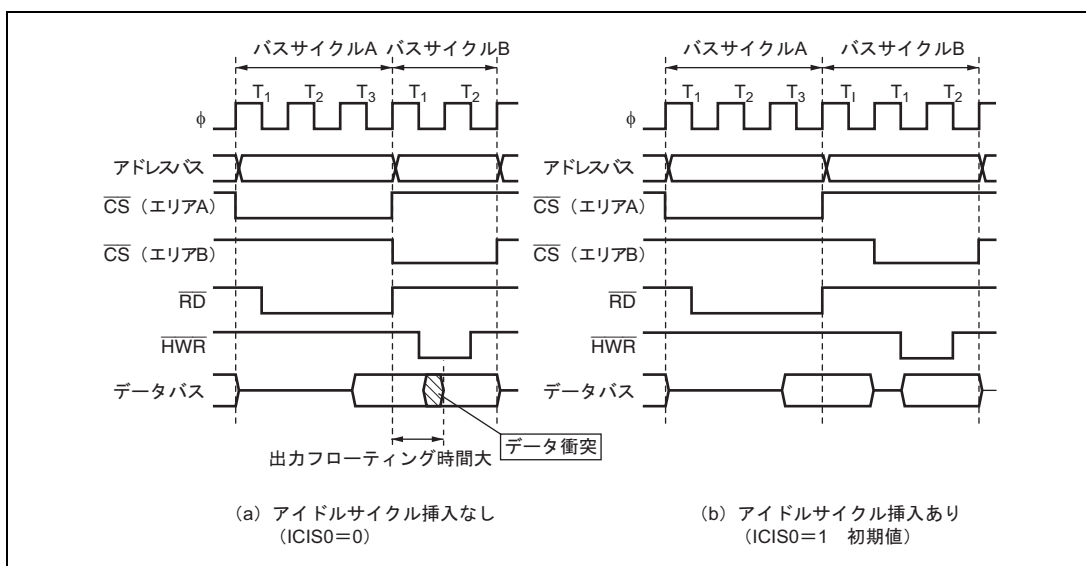 バスサイクルA バスサイクルB
T1 T2 T3 T1 T2
φ
アドレスバス
CS（エリアA）
CS（エリアB）
RD
HWR
データバス
データ衝突
出力フローティング時間大
(a) アイドルサイクル挿入なし
（ICIS0＝0）
バスサイクルA バスサイクルB
T1 T2 T3 TI T1 T2
φ
アドレスバス
CS（エリアA）
CS（エリアB）
RD
HWR
データバス
(b) アイドルサイクル挿入あり
（ICIS0＝1 初期値）